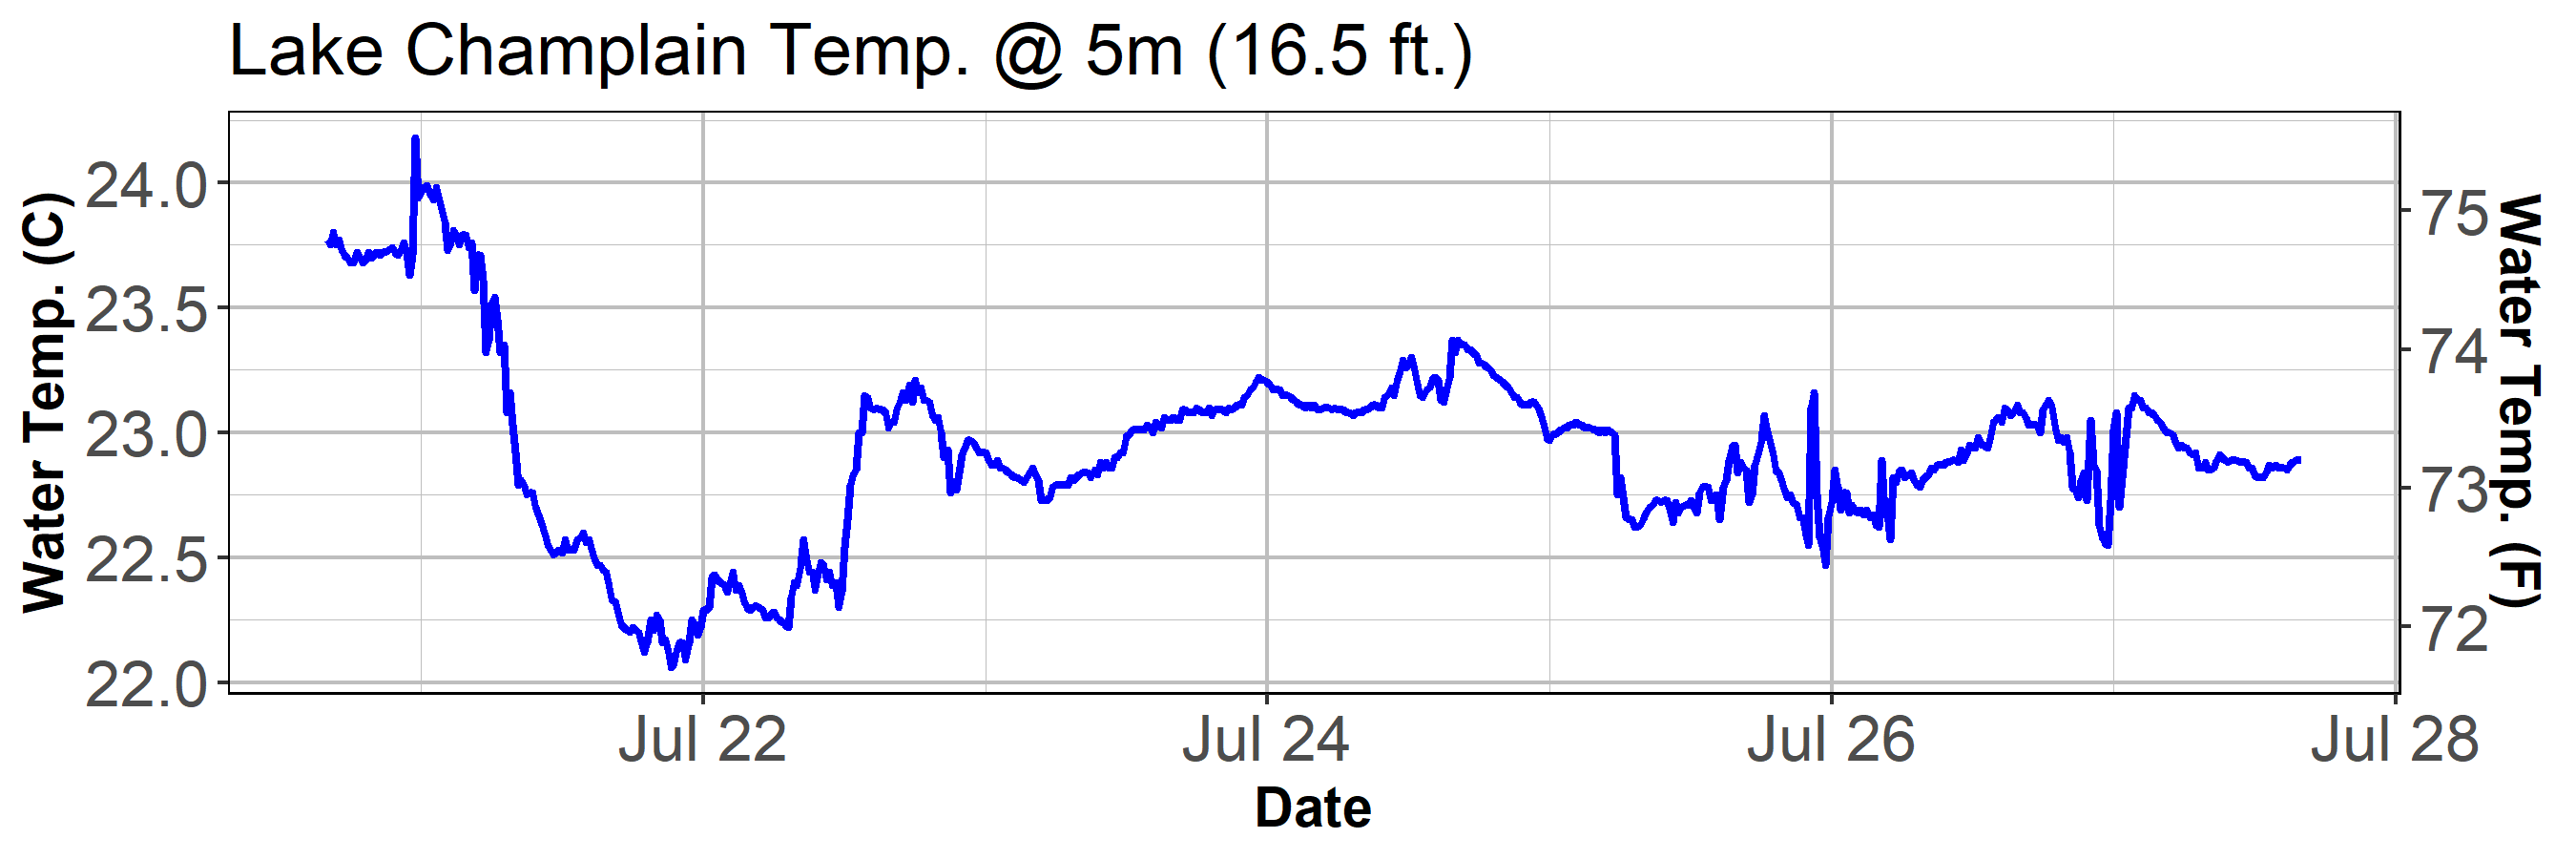 Lake Champlain Temp. @ 5m (16.5 ft.)
Water Temp. (C)
24.0
23.5
23.0
22.5
22.0
75
74
73
72
Water Temp. (F)
Jul 22 Jul 24 Jul 26 Jul 28
Date